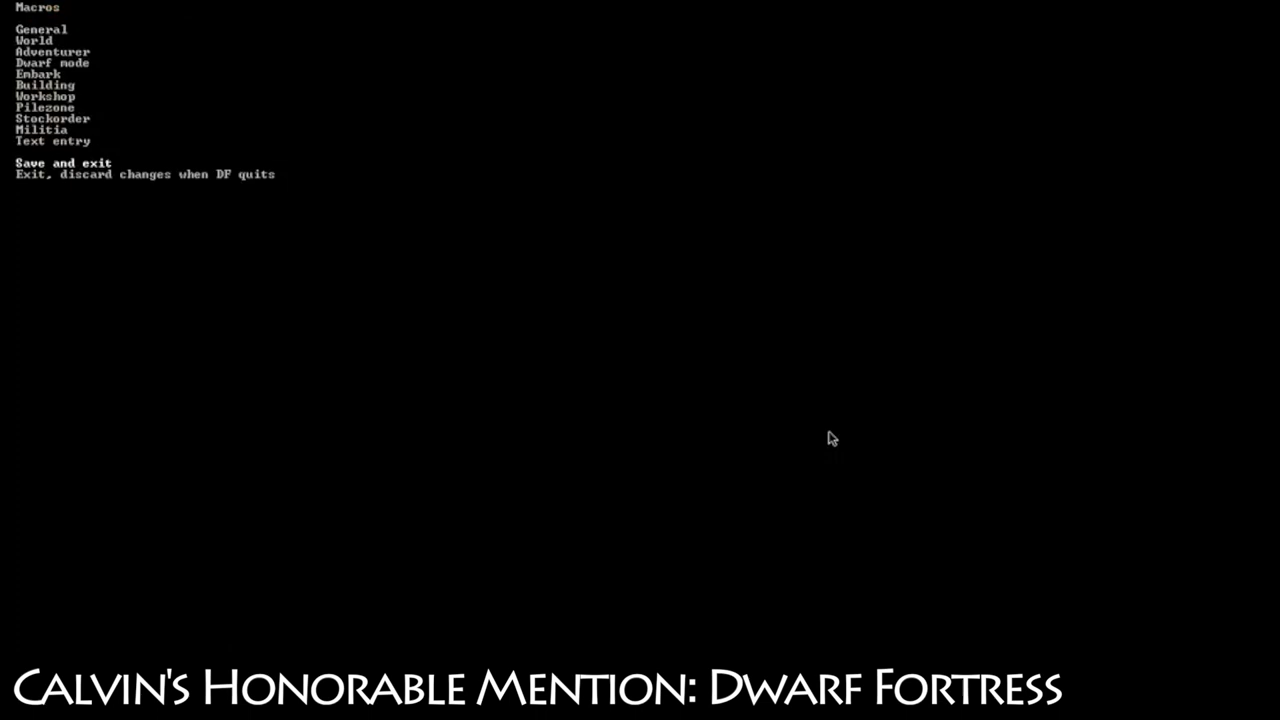 Macros
General
World
Adventurer
Dwarf mode
Embark
Building
Workshop
Pilezone
Stockorder
Militia
Text entry
Save and exit
Exit, discard changes when DF quits
Calvin's Honorable Mention: Dwarf Fortress